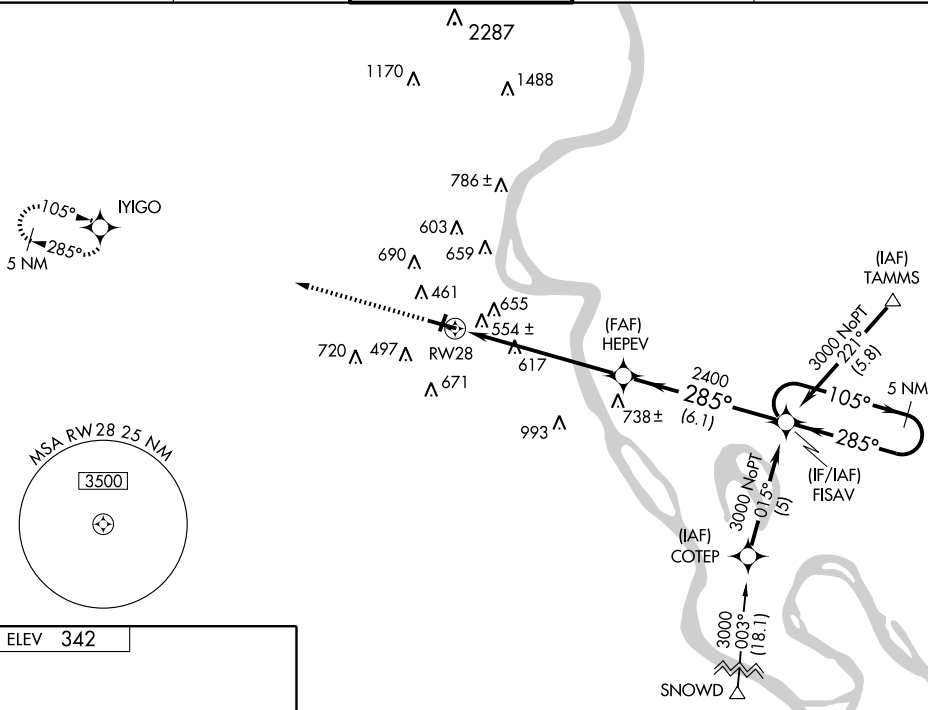 2287
1170
1488
786 ±
603
659
690
461
655
554 ±
RW28
617
720
497
671
993
738 ±
105°
IYIGO
285°
5 NM
(IAF)
TAMMS
3000 NoPT
221°
(5.8)
(FAF)
HEPEV
2400
285°
(6.1)
105°
5 NM
285°
(IF/IAF)
FISAV
3000 NoPT
015°
(5)
(IAF)
COTEP
3000
003°
(18.1)
SNOWD
MSA RW28 25 NM
3500
ELEV 342